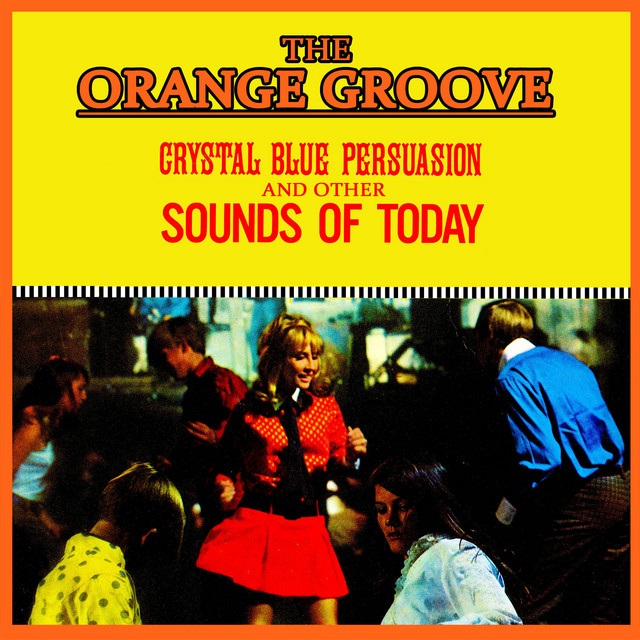 THE
ORANGE GROOVE
CRYSTAL BLUE PERSUASION
AND OTHER
SOUNDS OF TODAY